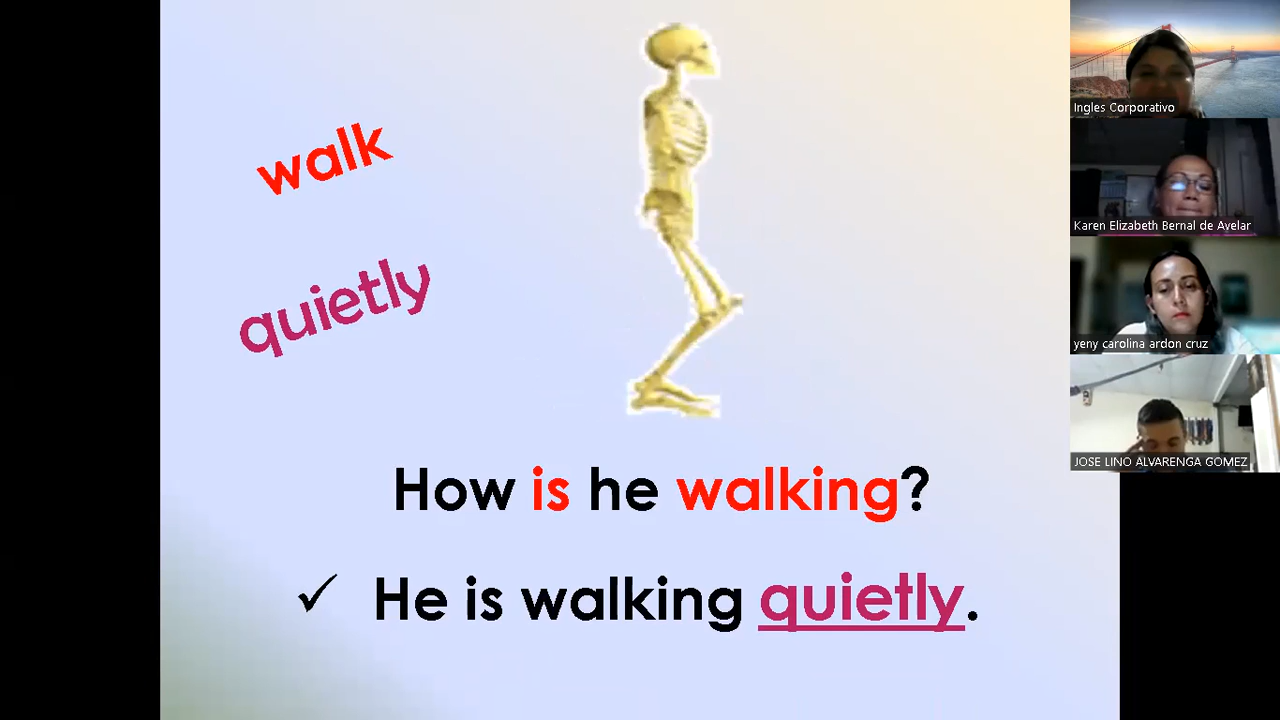 walk
quietly
How is he walking?
✓ He is walking quietly.
Ingles Corporativo
Karen Elizabeth Bernal de Avelar
yeny carolina ardon cruz
JOSE LINO ALVARENGA GOMEZ